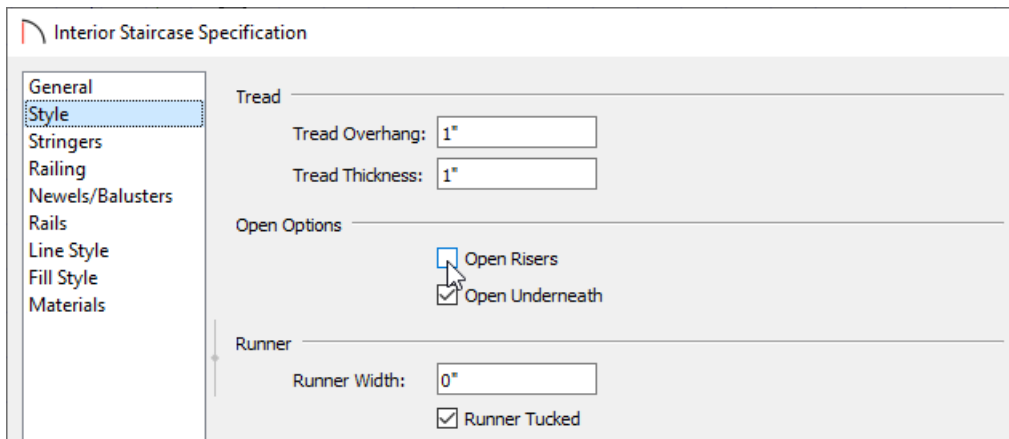 Interior Staircase Specification
General
Style
Stringers
Railing
Newels/Balusters
Rails
Line Style
Fill Style
Materials
Tread
Tread Overhang: 1"
Tread Thickness: 1"
Open Options
Open Risers
Open Underneath
Runner
Runner Width: 0"
Runner Tucked